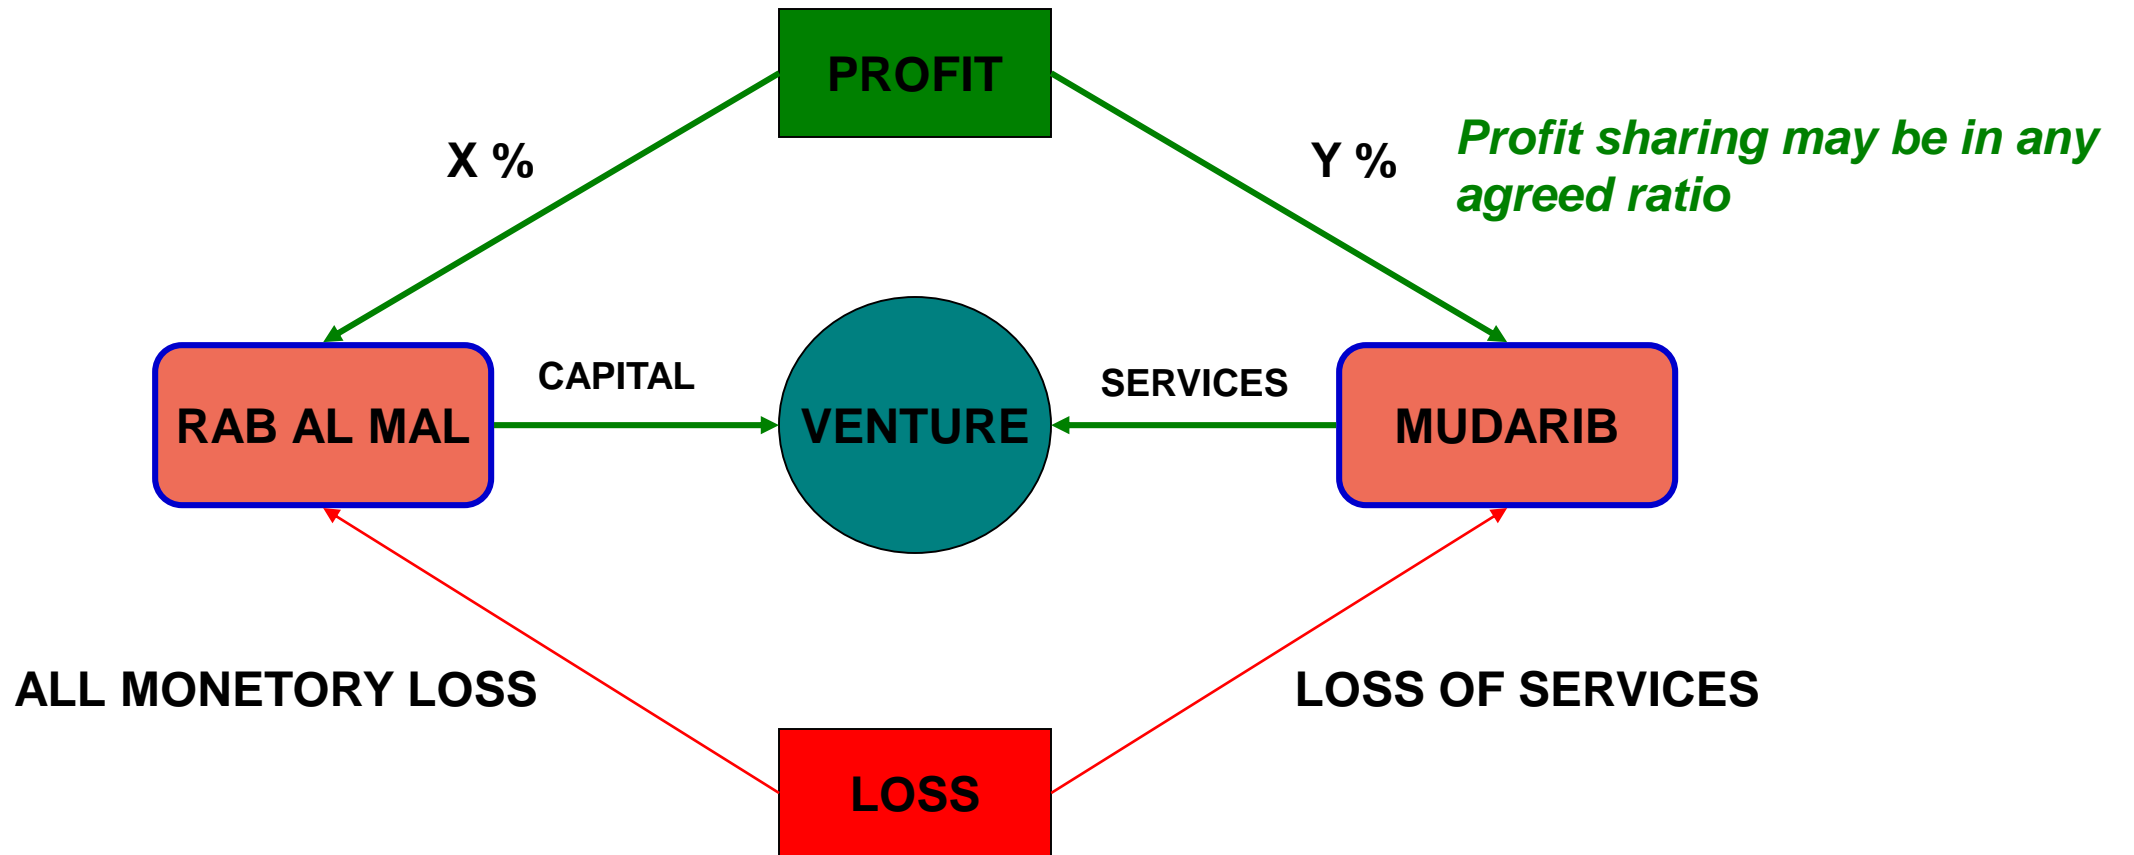 PROFIT
X %
Y %
Profit sharing may be in any
agreed ratio
CAPITAL
SERVICES
RAB AL MAL
VENTURE
MUDARIB
ALL MONETORY LOSS
LOSS OF SERVICES
LOSS